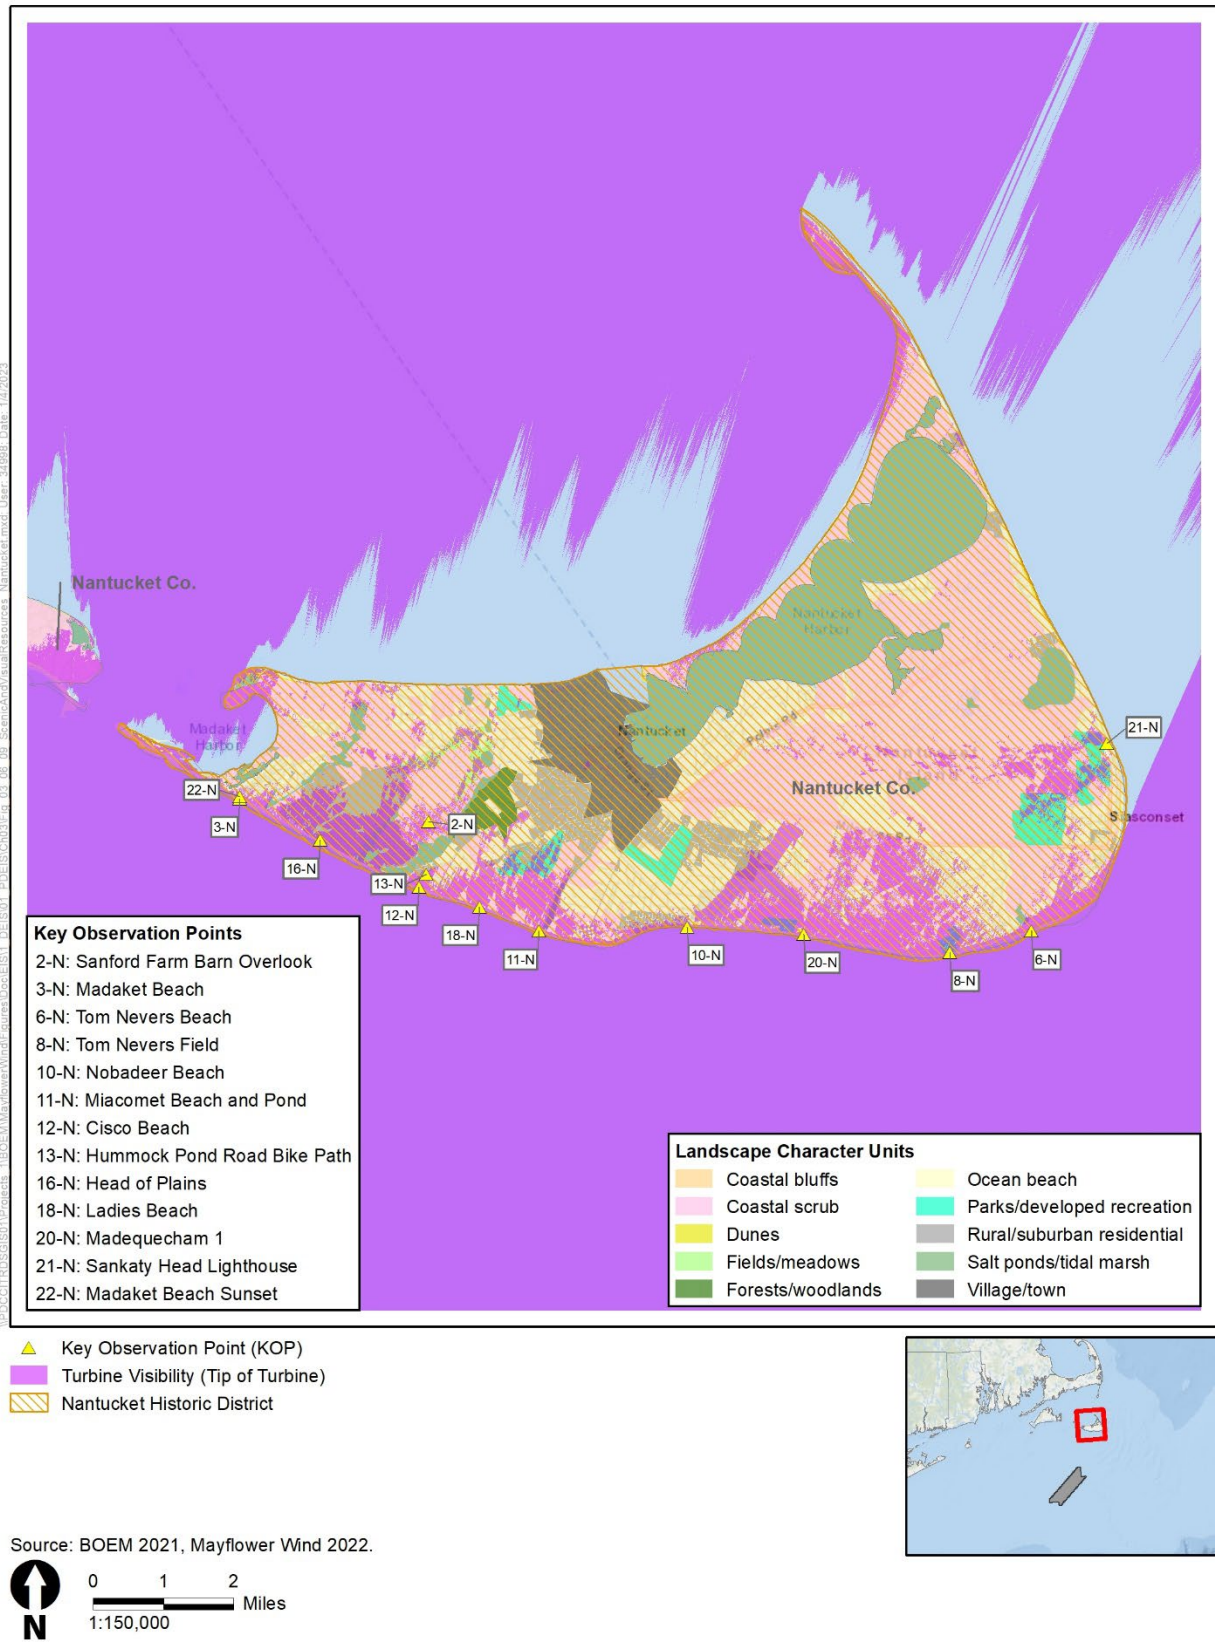 Nantucket Co.
Nantucket
Harbor
Madaket
Harbor
Nantucket
Polpis Rd
Nantucket Co.
Siasconset
21-N
22-N
3-N
2-N
16-N
13-N
12-N
18-N
11-N
10-N
20-N
8-N
6-N
Key Observation Points
2-N: Sanford Farm Barn Overlook
3-N: Madaket Beach
6-N: Tom Nevers Beach
8-N: Tom Nevers Field
10-N: Nobadeer Beach
11-N: Miacomet Beach and Pond
12-N: Cisco Beach
13-N: Hummock Pond Road Bike Path
16-N: Head of Plains
18-N: Ladies Beach
20-N: Madequecham 1
21-N: Sankaty Head Lighthouse
22-N: Madaket Beach Sunset
Landscape Character Units
Coastal bluffs
Coastal scrub
Dunes
Fields/meadows
Forests/woodlands
Ocean beach
Parks/developed recreation
Rural/suburban residential
Salt ponds/tidal marsh
Village/town
Key Observation Point (KOP)
Turbine Visibility (Tip of Turbine)
Nantucket Historic District
Source: BOEM 2021, Mayflower Wind 2022.
N
0 1 2
Miles
1:150,000